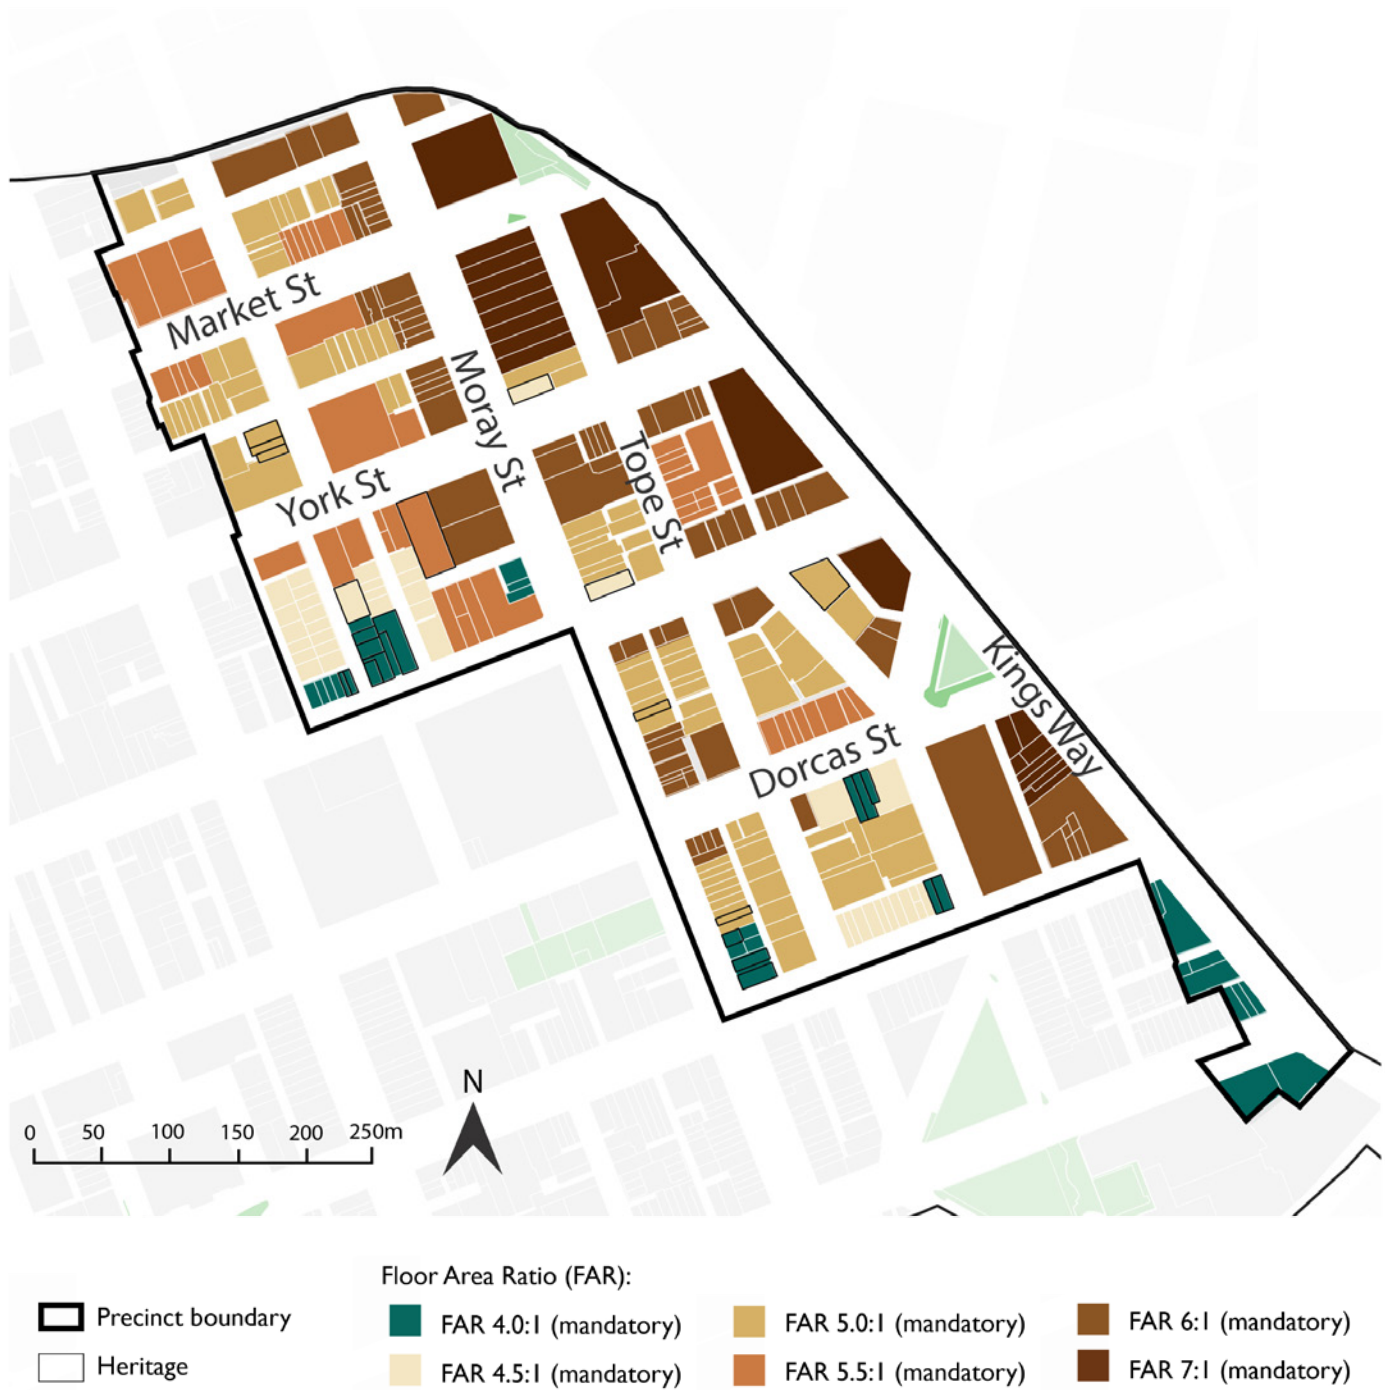 Market St
Moray St
York St
Tope St
Kings Way
Dorcas St
N
0 50 100 150 200 250m
Floor Area Ratio (FAR):
Precinct boundary
FAR 4.0:1 (mandatory)
FAR 5.0:1 (mandatory)
FAR 6:1 (mandatory)
Heritage
FAR 4.5:1 (mandatory)
FAR 5.5:1 (mandatory)
FAR 7:1 (mandatory)